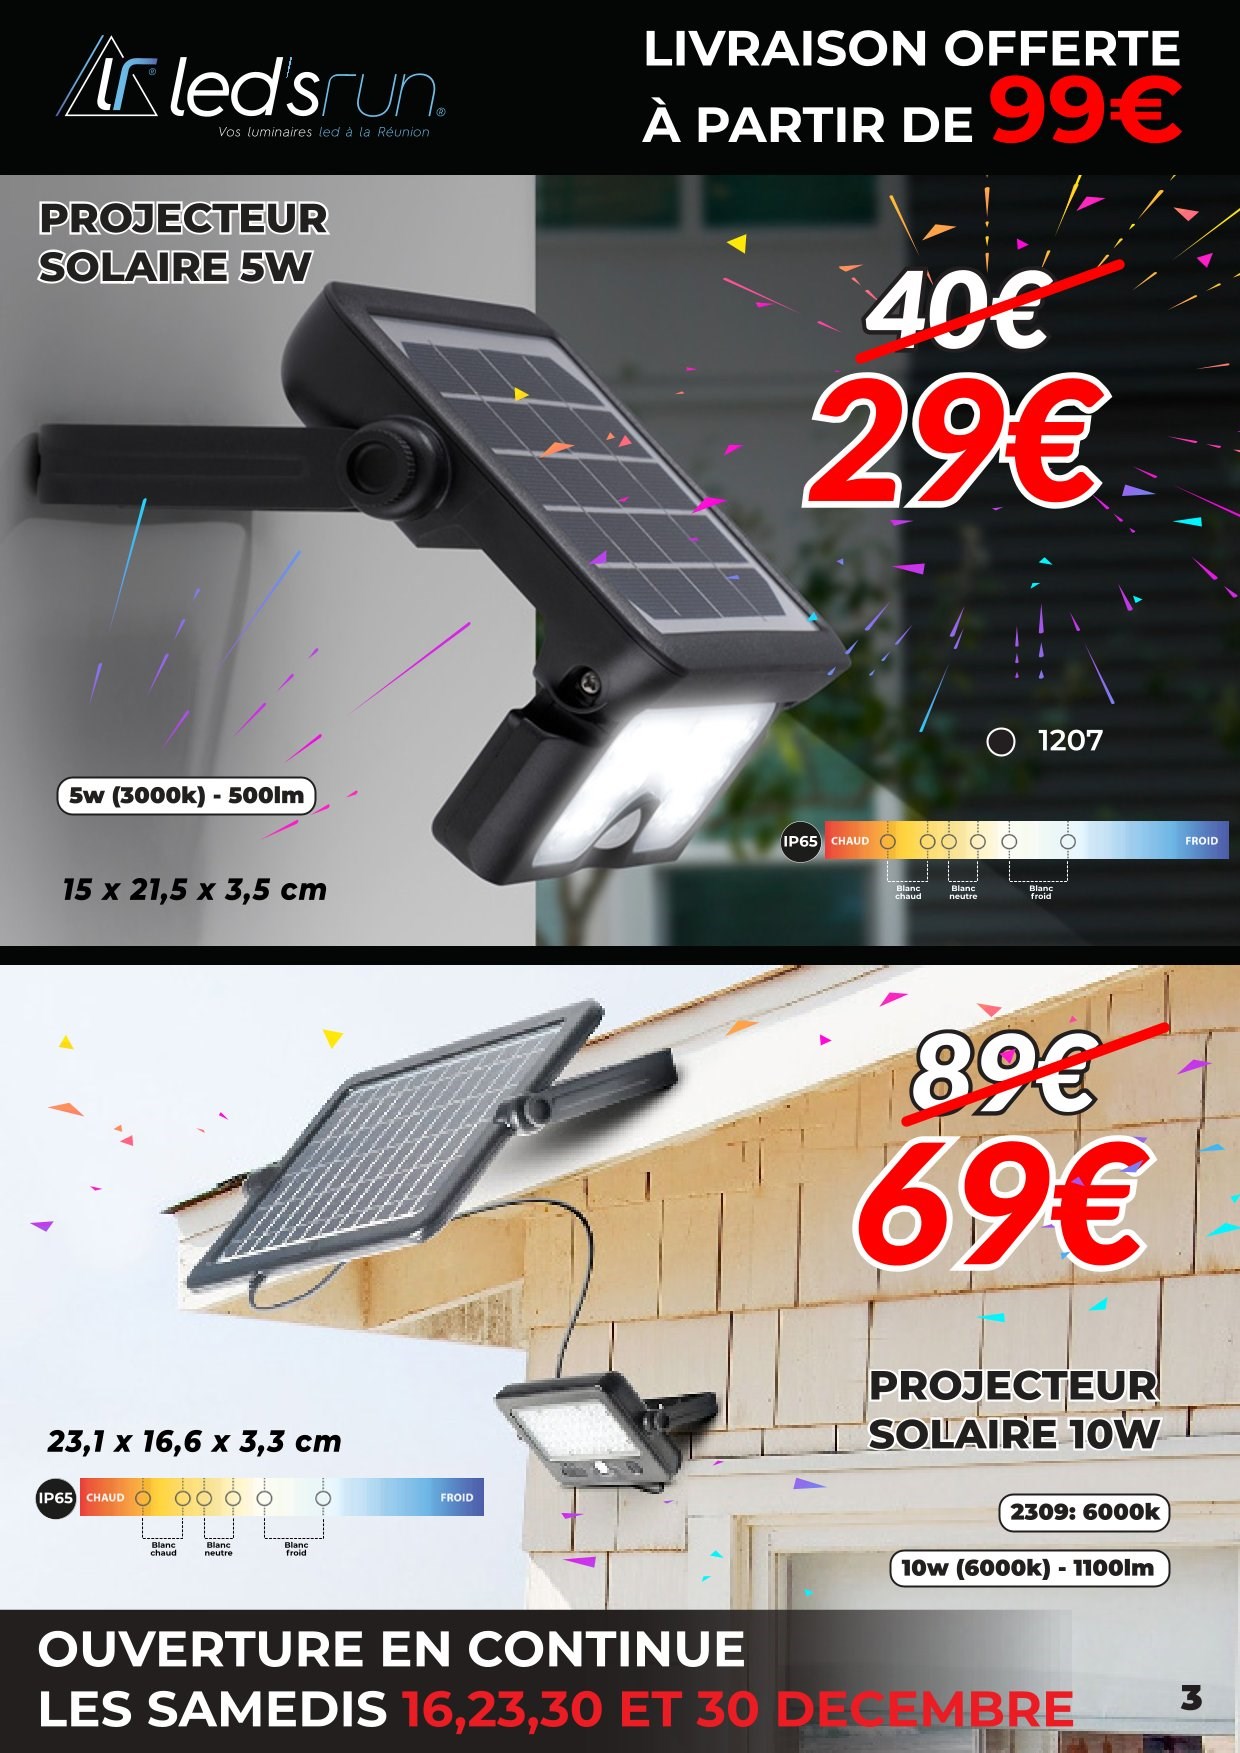 led'srun®
Vos luminaires led à la Réunion
LIVRAISON OFFERTE
À PARTIR DE 99€
PROJECTEUR
SOLAIRE 5W
40€
29€
1207
5w (3000k) - 500lm
15 x 21,5 x 3,5 cm
IP65 CHAUD FROID
Blanc chaud Blanc neutre Blanc froid
89€
69€
PROJECTEUR
SOLAIRE 10W
23,1 x 16,6 x 3,3 cm
IP65 CHAUD FROID
Blanc chaud Blanc neutre Blanc froid
2309: 6000k
10w (6000k) - 1100lm
OUVERTURE EN CONTINUE
LES SAMEDIS 16,23,30 ET 30 DECEMBRE
3